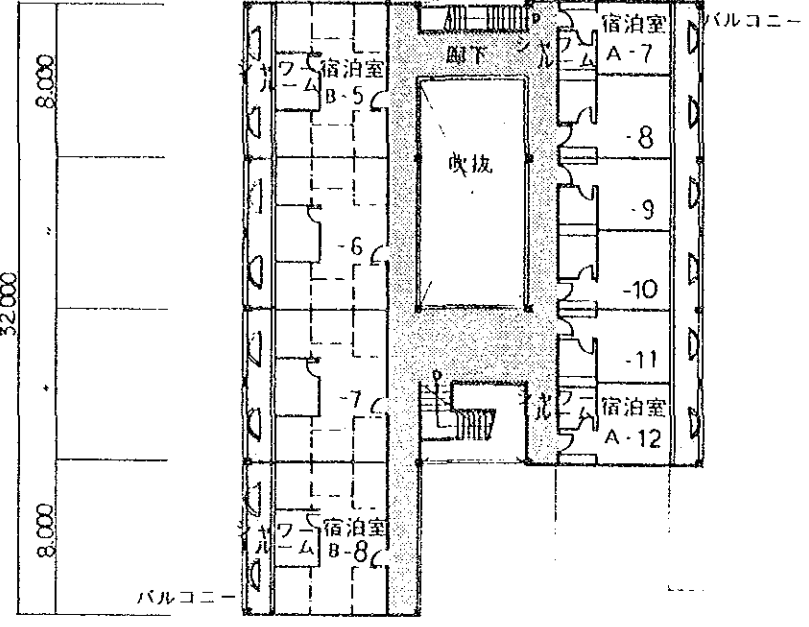 バルコニー
宿泊室
A-7
シャ
ワー
ルーム
廊下
宿泊室
B-5
シャ
ワー
ルーム
8.000
-8
吹抜
-9
-6
〃
-10
32.000
-11
-7
〃
シャ
ワー
ルーム
宿泊室
A-12
宿泊室
B-8
シャ
ワー
ルーム
8.000
バルコニー
D
D